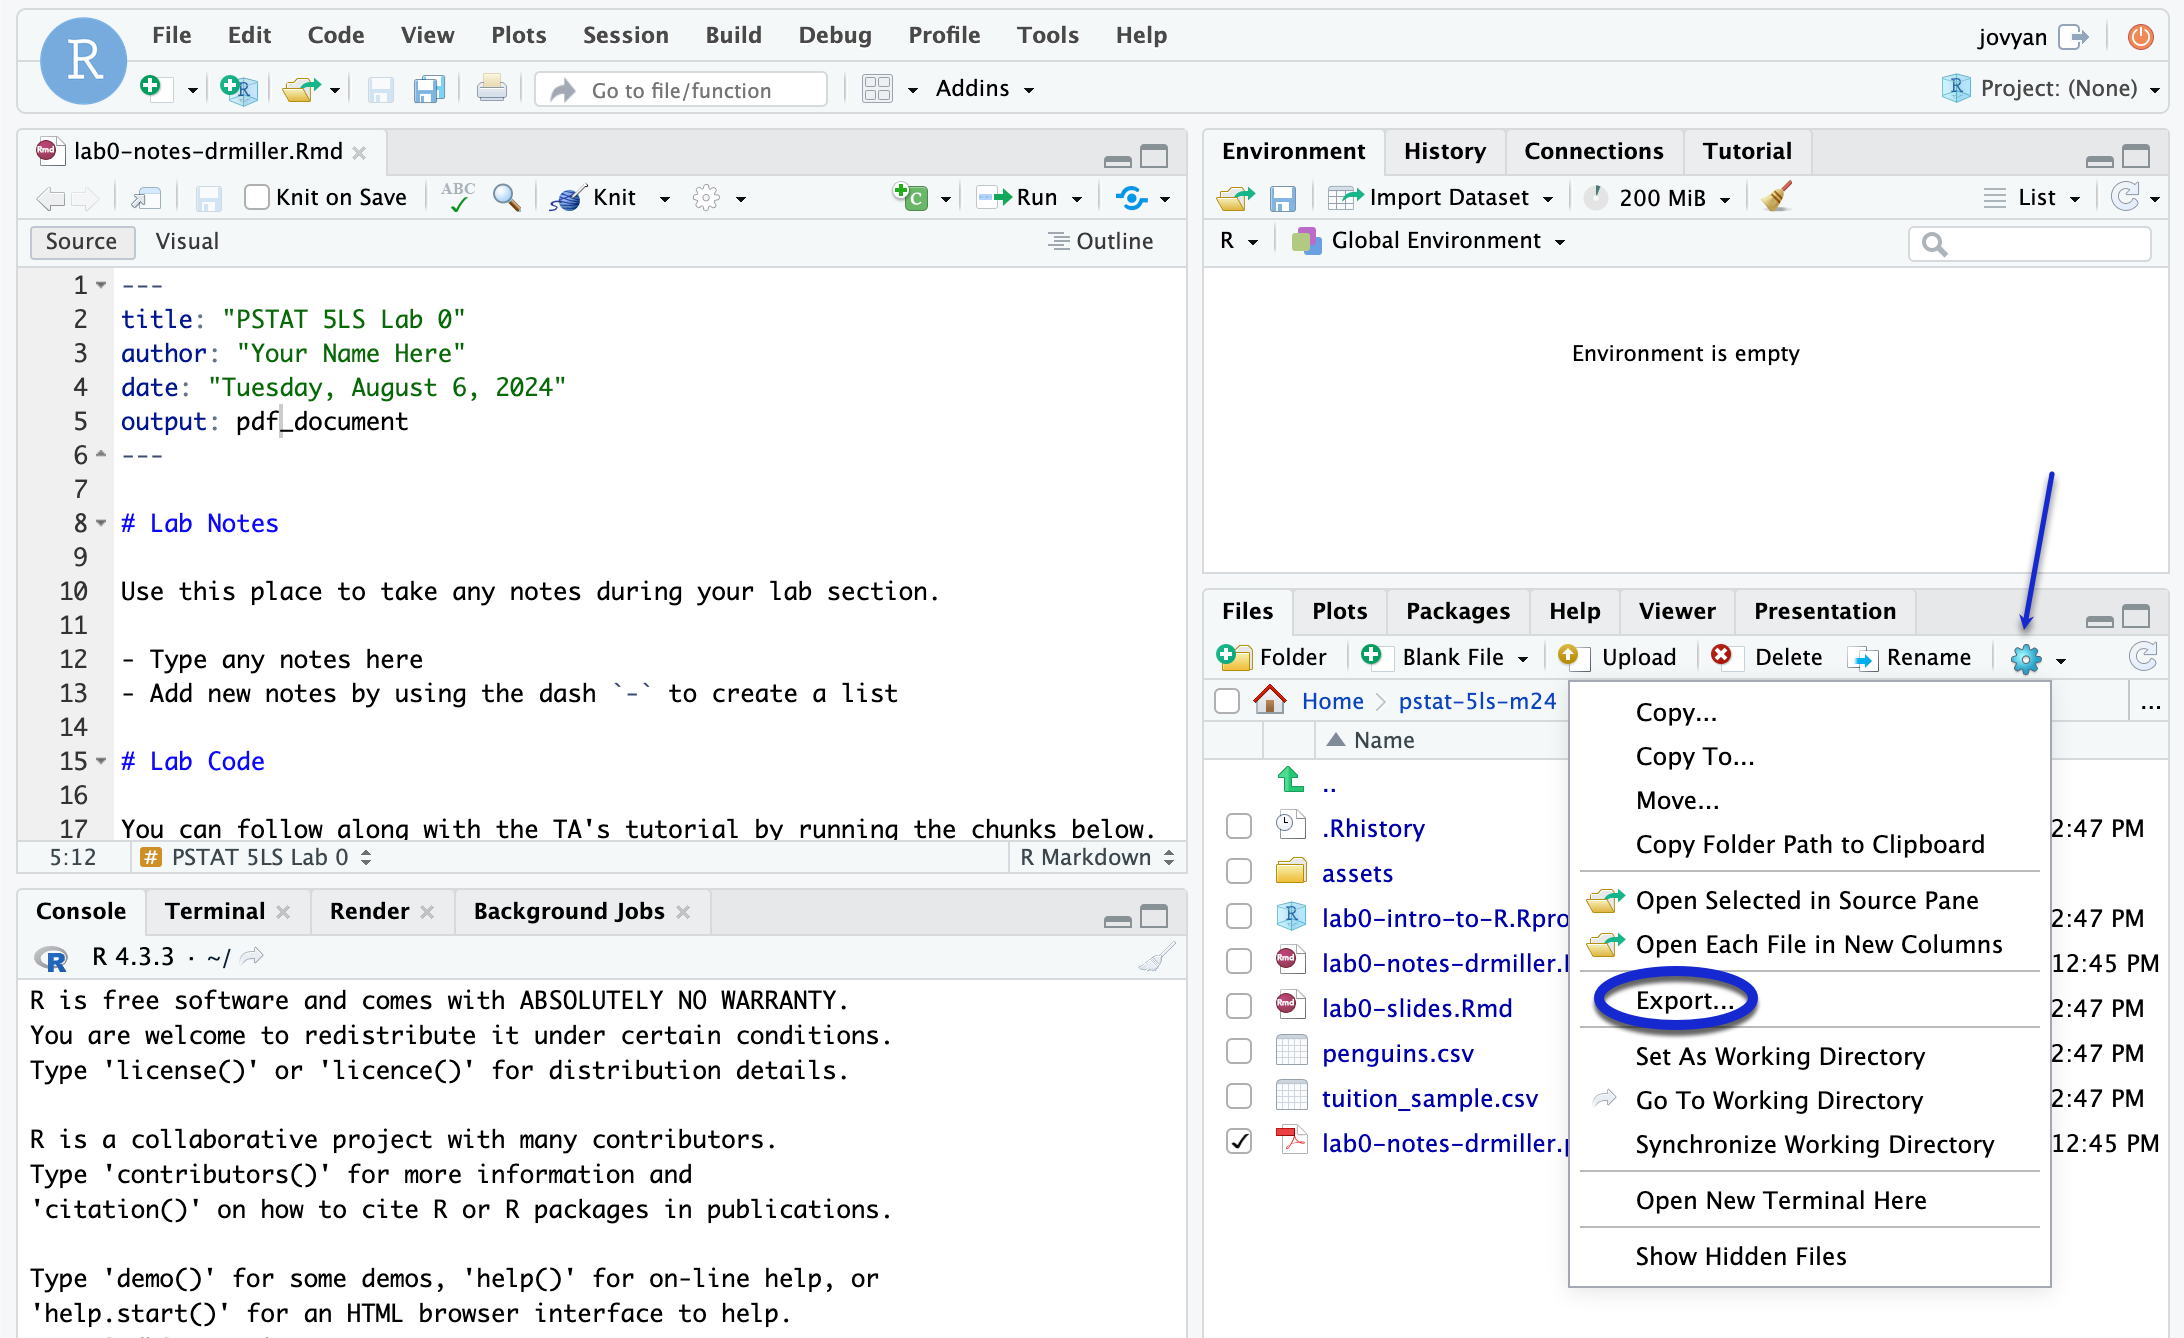 R
File Edit Code View Plots Session Build Debug Profile Tools Help
jovyan
Go to file/function
Addins
Project: (None)
lab0-notes-drmiller.Rmd
Knit on Save
ABC
Knit
Run
Source Visual
Outline
1 ---
2 title: "PSTAT 5LS Lab 0"
3 author: "Your Name Here"
4 date: "Tuesday, August 6, 2024"
5 output: pdf_document
6 ---
7
8 # Lab Notes
9
10 Use this place to take any notes during your lab section.
11
12 - Type any notes here
13 - Add new notes by using the dash `-` to create a list
14
15 # Lab Code
16
17 You can follow along with the TA's tutorial by running the chunks below.
5:12 # PSTAT 5LS Lab 0 R Markdown
Console Terminal Render Background Jobs
R 4.3.3 · ~/
R is free software and comes with ABSOLUTELY NO WARRANTY.
You are welcome to redistribute it under certain conditions.
Type 'license()' or 'licence()' for distribution details.
R is a collaborative project with many contributors.
Type 'contributors()' for more information and
'citation()' on how to cite R or R packages in publications.
Type 'demo()' for some demos, 'help()' for on-line help, or
'help.start()' for an HTML browser interface to help.
Environment History Connections Tutorial
Import Dataset 200 MiB List
R Global Environment
Environment is empty
Files Plots Packages Help Viewer Presentation
Folder Blank File Upload Delete Rename
Home pstat-5ls-m24 ...
Name
..
.Rhistory 2:47 PM
assets
lab0-intro-to-R.Rpro 2:47 PM
lab0-notes-drmiller. 12:45 PM
lab0-slides.Rmd 2:47 PM
penguins.csv 2:47 PM
tuition_sample.csv 2:47 PM
lab0-notes-drmiller.p 12:45 PM
Copy...
Copy To...
Move...
Copy Folder Path to Clipboard
Open Selected in Source Pane
Open Each File in New Columns
Export...
Set As Working Directory
Go To Working Directory
Synchronize Working Directory
Open New Terminal Here
Show Hidden Files